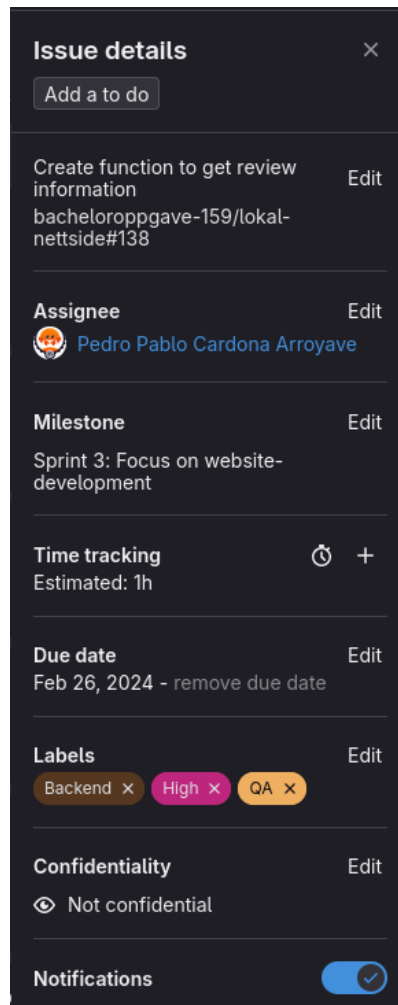 Issue details
Add a to do
Create function to get review
information
Edit
bacheloroppgave-159/lokal-
nettside#138
Assignee
Edit
Pedro Pablo Cardona Arroyave
Milestone
Edit
Sprint 3: Focus on website-
development
Time tracking
Estimated: 1h
Due date
Edit
Feb 26, 2024 - remove due date
Labels
Edit
Backend High QA
Confidentiality
Edit
Not confidential
Notifications